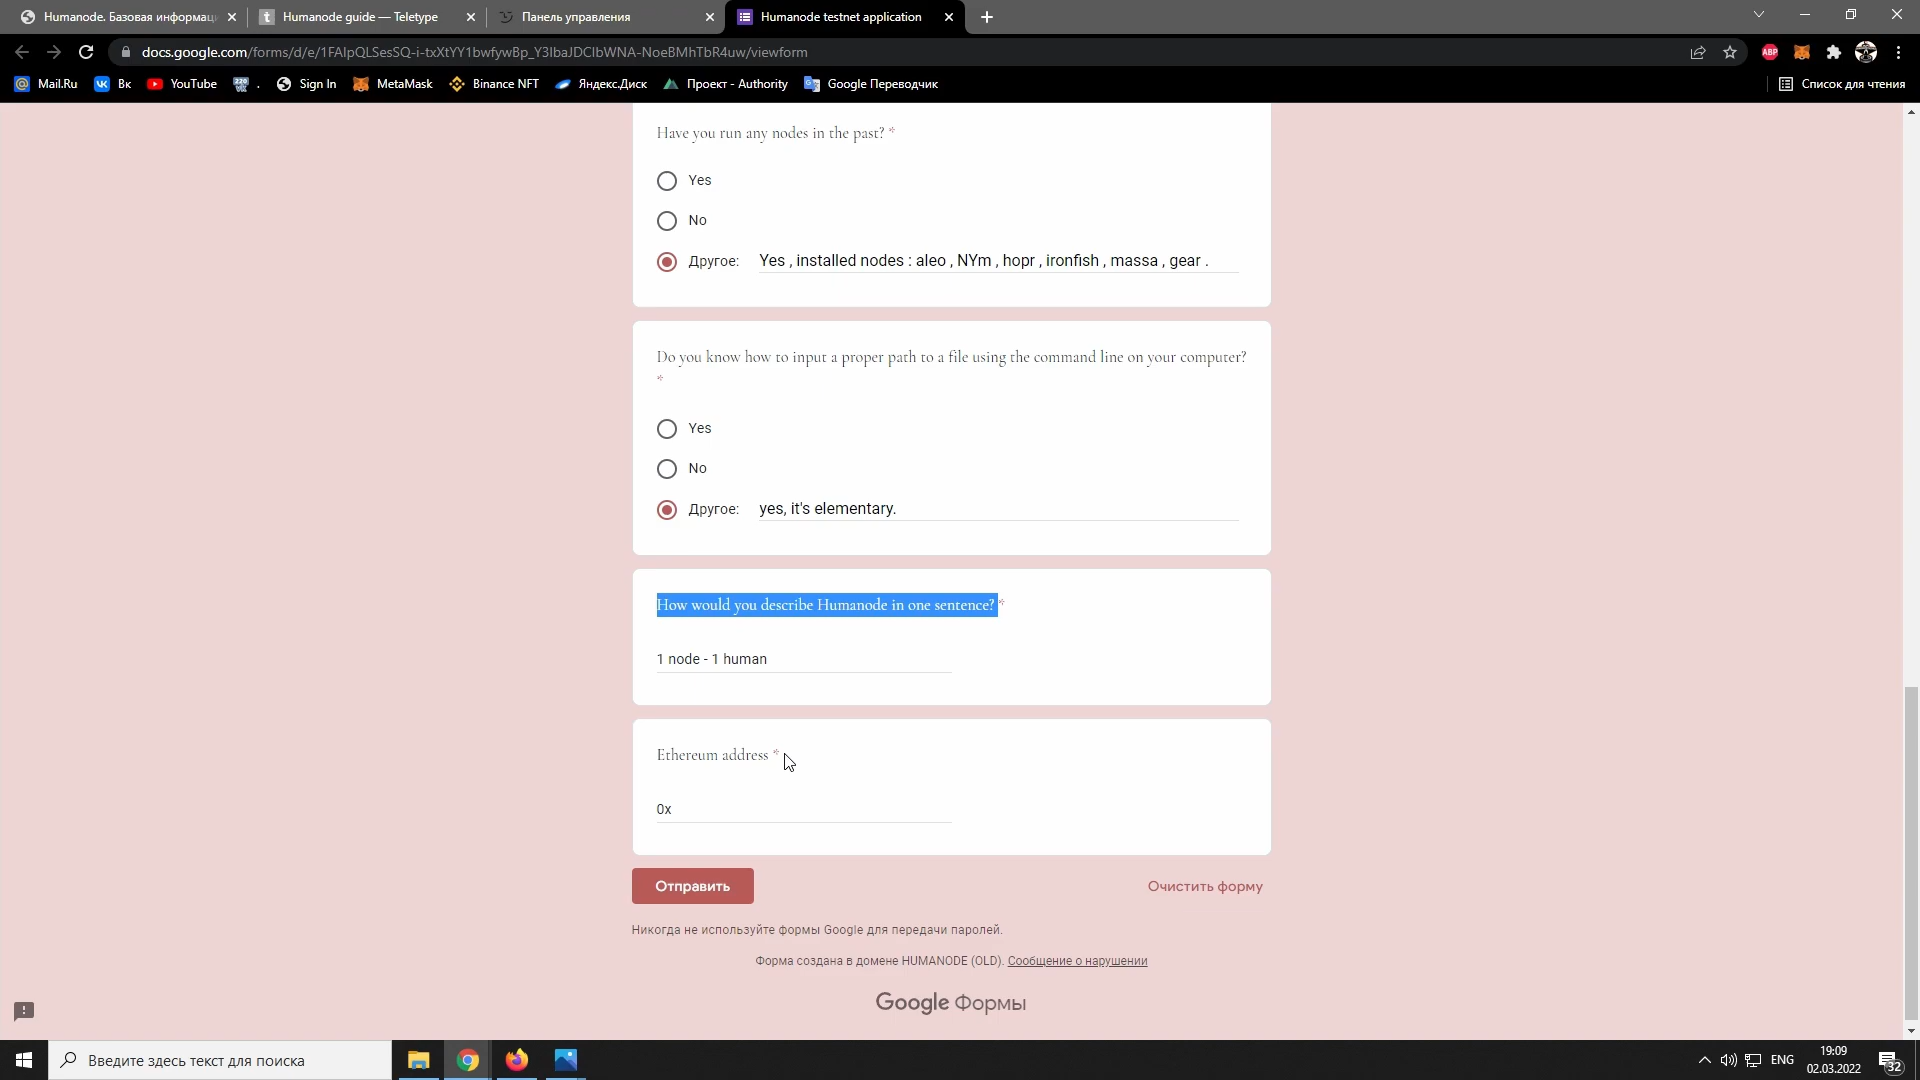 Humanode. Базовая информац
Humanode guide — Teletype
Панель управления
Humanode testnet application
docs.google.com/forms/d/e/1FAIpQLSesSQ-i-txXtYY1bwfywBp_Y3IbaJDCIbWNA-NoeBMhTbR4uw/viewform
ABP
Mail.Ru
Вк
YouTube
.
Sign In
MetaMask
Binance NFT
Яндекс.Диск
Проект - Authority
Google Переводчик
Список для чтения
Have you run any nodes in the past? *
Yes
No
Другое: Yes , installed nodes : aleo , NYm , hopr , ironfish , massa , gear .
Do you know how to input a proper path to a file using the command line on your computer?
*
Yes
No
Другое: yes, it's elementary.
How would you describe Humanode in one sentence? *
1 node - 1 human
Ethereum address *
0x
Отправить
Очистить форму
Никогда не используйте формы Google для передачи паролей.
Форма создана в домене HUMANODE (OLD). Сообщение о нарушении
Google Формы
Введите здесь текст для поиска
ENG
19:09
02.03.2022
32